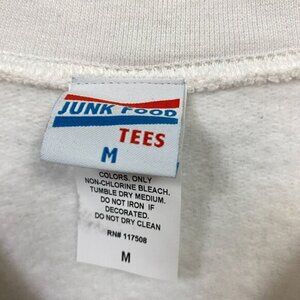 JUNK FOOD
TEES
M
COLORS. ONLY
NON-CHLORINE BLEACH.
TUMBLE DRY MEDIUM.
DO NOT IRON IF
DECORATED.
DO NOT DRY CLEAN
RN# 117508
M